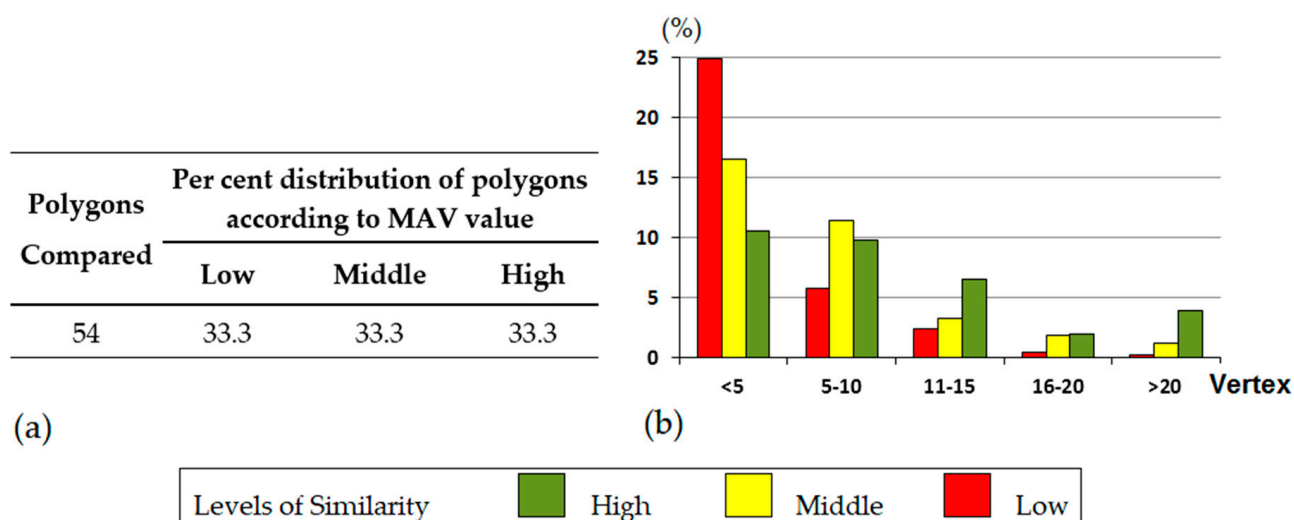 Polygons
Compared
Per cent distribution of polygons
according to MAV value
Low Middle High
54 33.3 33.3 33.3
(a)
(%)
25
20
15
10
5
0
<5 5-10 11-15 16-20 >20 Vertex
(b)
Levels of Similarity High Middle Low